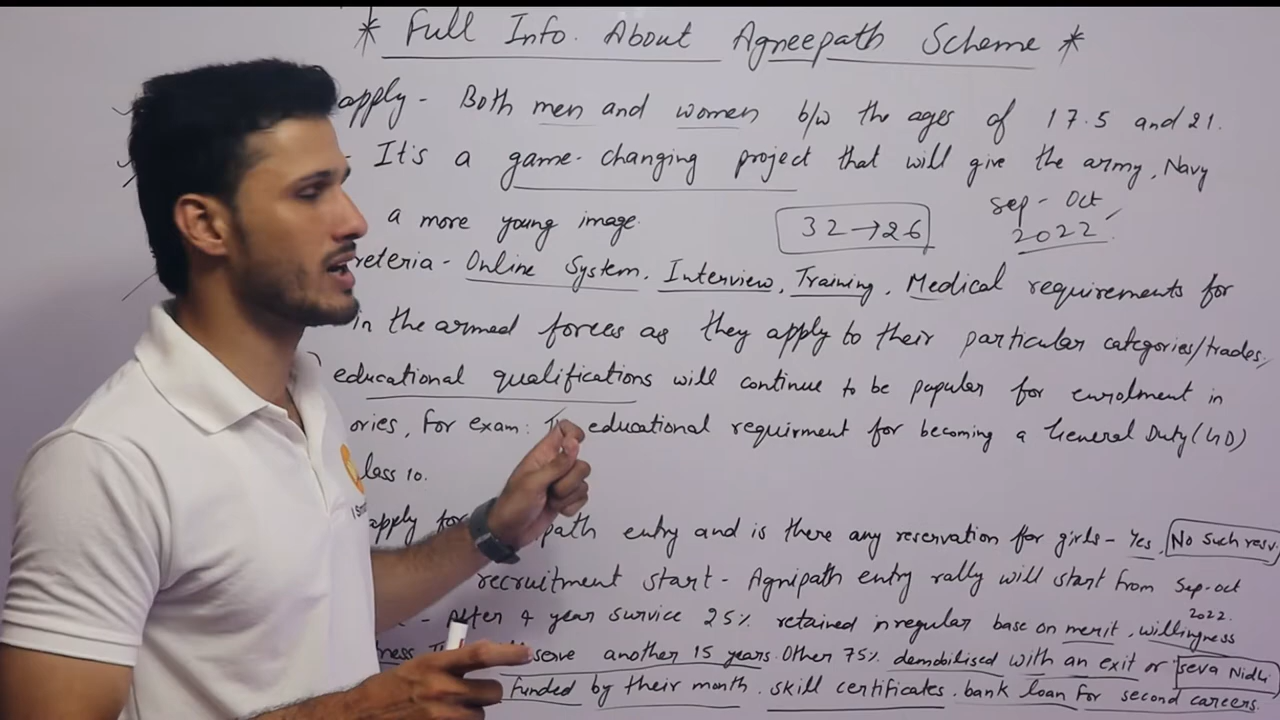 * Full Info. About Agneepath Scheme *
apply - Both men and women b/w the ages of 17.5 and 21.
- It's a game-changing project that will give the army, Navy
a more young image.
32→26
Sep - Oct
2022
reteria - Online System, Interview, Training, Medical requirements for
in the armed forces as they apply to their particular categories/trades,
educational qualifications will continue to be popular for enrolment in
ories, For exam: educational requirment for becoming a General Duty (GD)
lass 10.
apply for path entry and is there any reservation for girls - Yes, No such resv.
recruitment start - Agnipath entry rally will start from Sep-oct
2022.
- After 4 year survice 25% retained in regular base on merit, willingness
ness serve another 15 years. Other 75% demobilised with an exit or Seva Nidhi
funded by their month. skill certificates. bank loan for second careers.